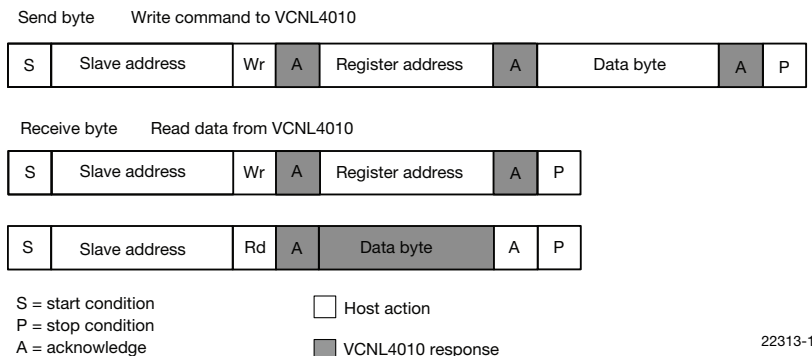 Send byte Write command to VCNL4010
S Slave address Wr A Register address A Data byte A P
Receive byte Read data from VCNL4010
S Slave address Wr A Register address A P
S Slave address Rd A Data byte A P
S = start condition
P = stop condition
A = acknowledge
Host action
VCNL4010 response
22313-1